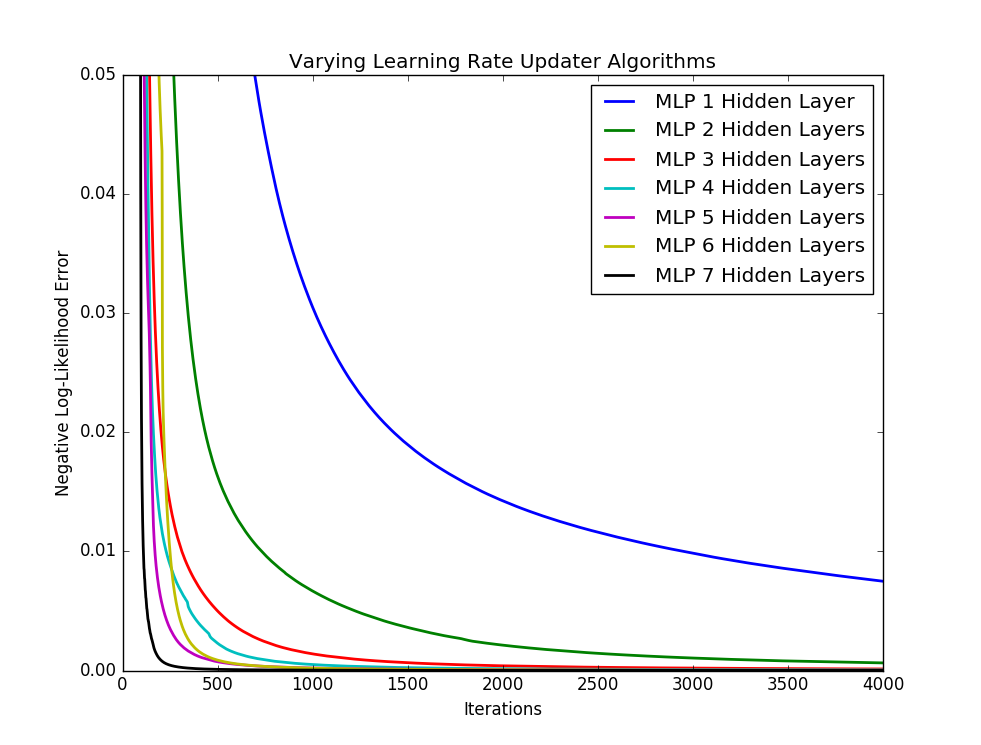 Varying Learning Rate Updater Algorithms
0.05
0.04
0.03
0.02
0.01
0.00
Negative Log-Likelihood Error
MLP 1 Hidden Layer
MLP 2 Hidden Layers
MLP 3 Hidden Layers
MLP 4 Hidden Layers
MLP 5 Hidden Layers
MLP 6 Hidden Layers
MLP 7 Hidden Layers
0 500 1000 1500 2000 2500 3000 3500 4000
Iterations